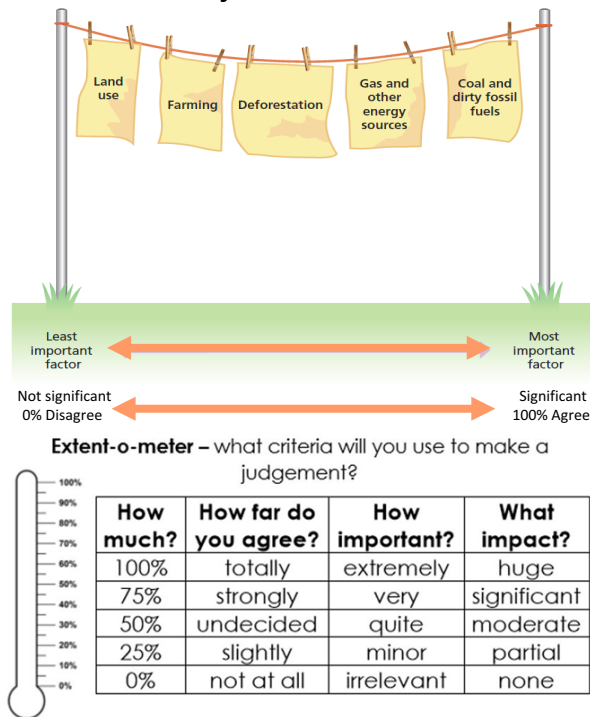 Land
use
Farming
Deforestation
Gas and
other
energy
sources
Coal and
dirty fossil
fuels
Least
important
factor
Most
important
factor
Not significant
0% Disagree
Significant
100% Agree
Extent-o-meter – what criteria will you use to make a
judgement?
100%
90%
80%
70%
60%
50%
40%
30%
20%
10%
0%
How
much?
How far do
you agree?
How
important?
What
impact?
100% totally extremely huge
75% strongly very significant
50% undecided quite moderate
25% slightly minor partial
0% not at all irrelevant none